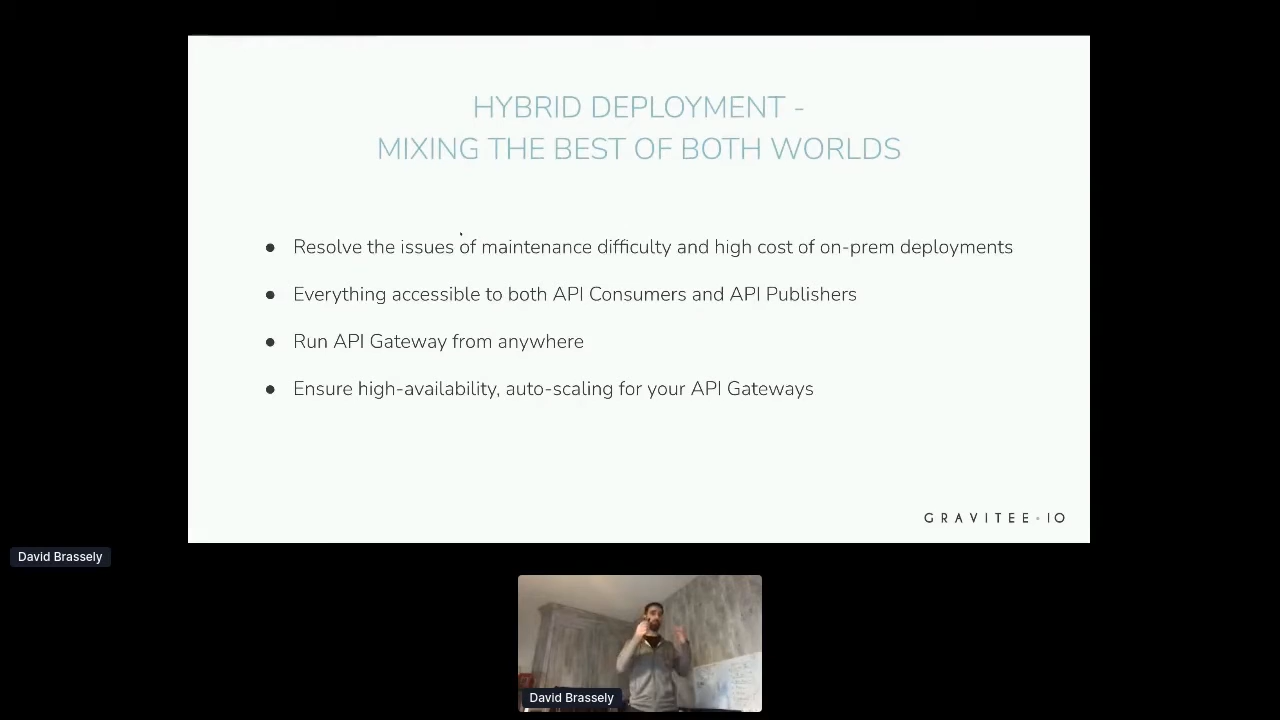 HYBRID DEPLOYMENT -
MIXING THE BEST OF BOTH WORLDS
● Resolve the issues of maintenance difficulty and high cost of on-prem deployments
● Everything accessible to both API Consumers and API Publishers
● Run API Gateway from anywhere
● Ensure high-availability, auto-scaling for your API Gateways
GRAVITEE·IO
David Brassely
David Brassely